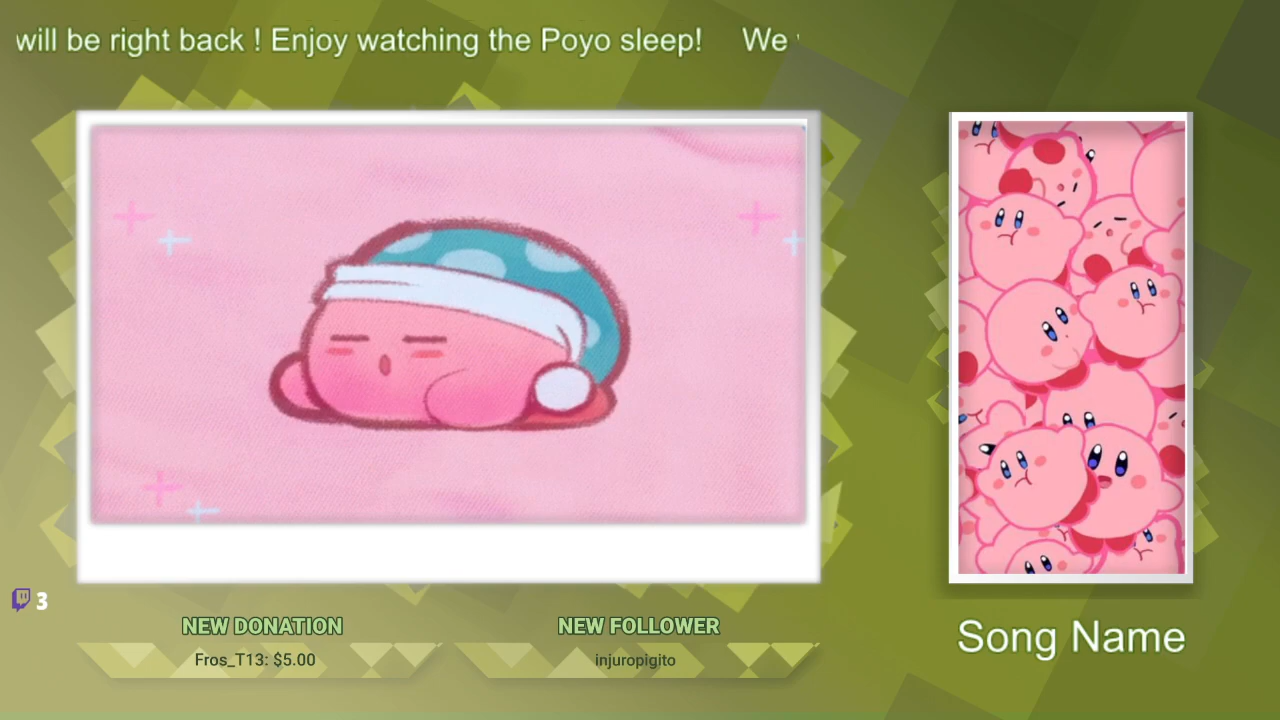 will be right back ! Enjoy watching the Poyo sleep! We
3
NEW DONATION
NEW FOLLOWER
Fros_T13: $5.00
injuropigito
Song Name